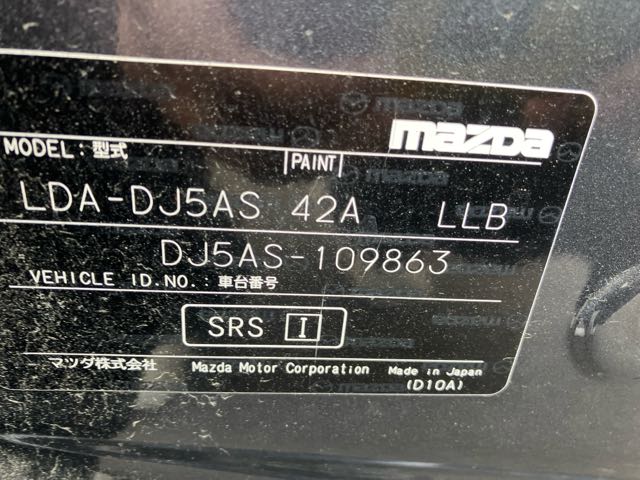 mazda
MODEL : 型式 PAINT
LDA-DJ5AS 42A LLB
DJ5AS-109863
VEHICLE ID.NO.: 車台番号
SRS I
マツダ株式会社 Mazda Motor Corporation Made in Japan
(D10A)